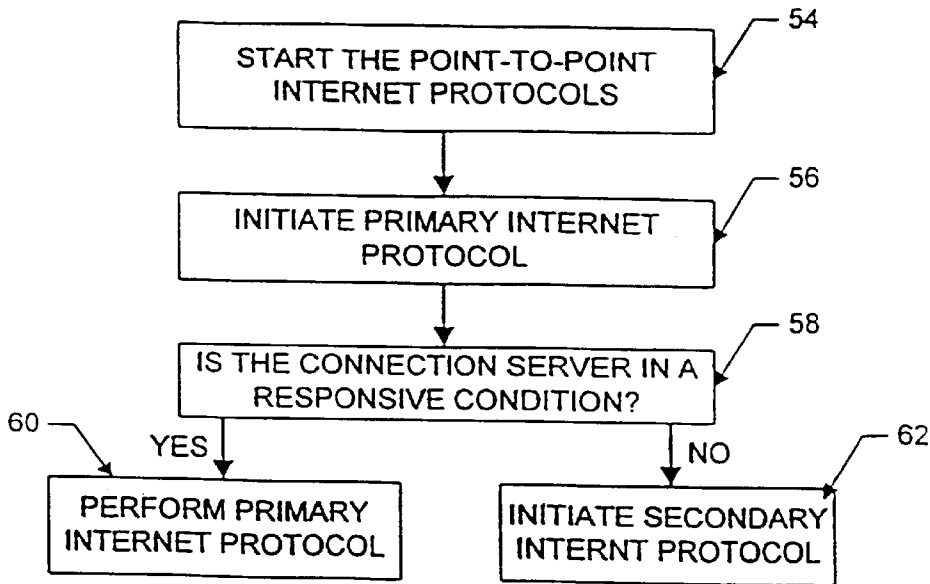 54
START THE POINT-TO-POINT
INTERNET PROTOCOLS
56
INITIATE PRIMARY INTERNET
PROTOCOL
58
IS THE CONNECTION SERVER IN A
RESPONSIVE CONDITION?
60
YES
NO
62
PERFORM PRIMARY
INTERNET PROTOCOL
INITIATE SECONDARY
INTERNT PROTOCOL